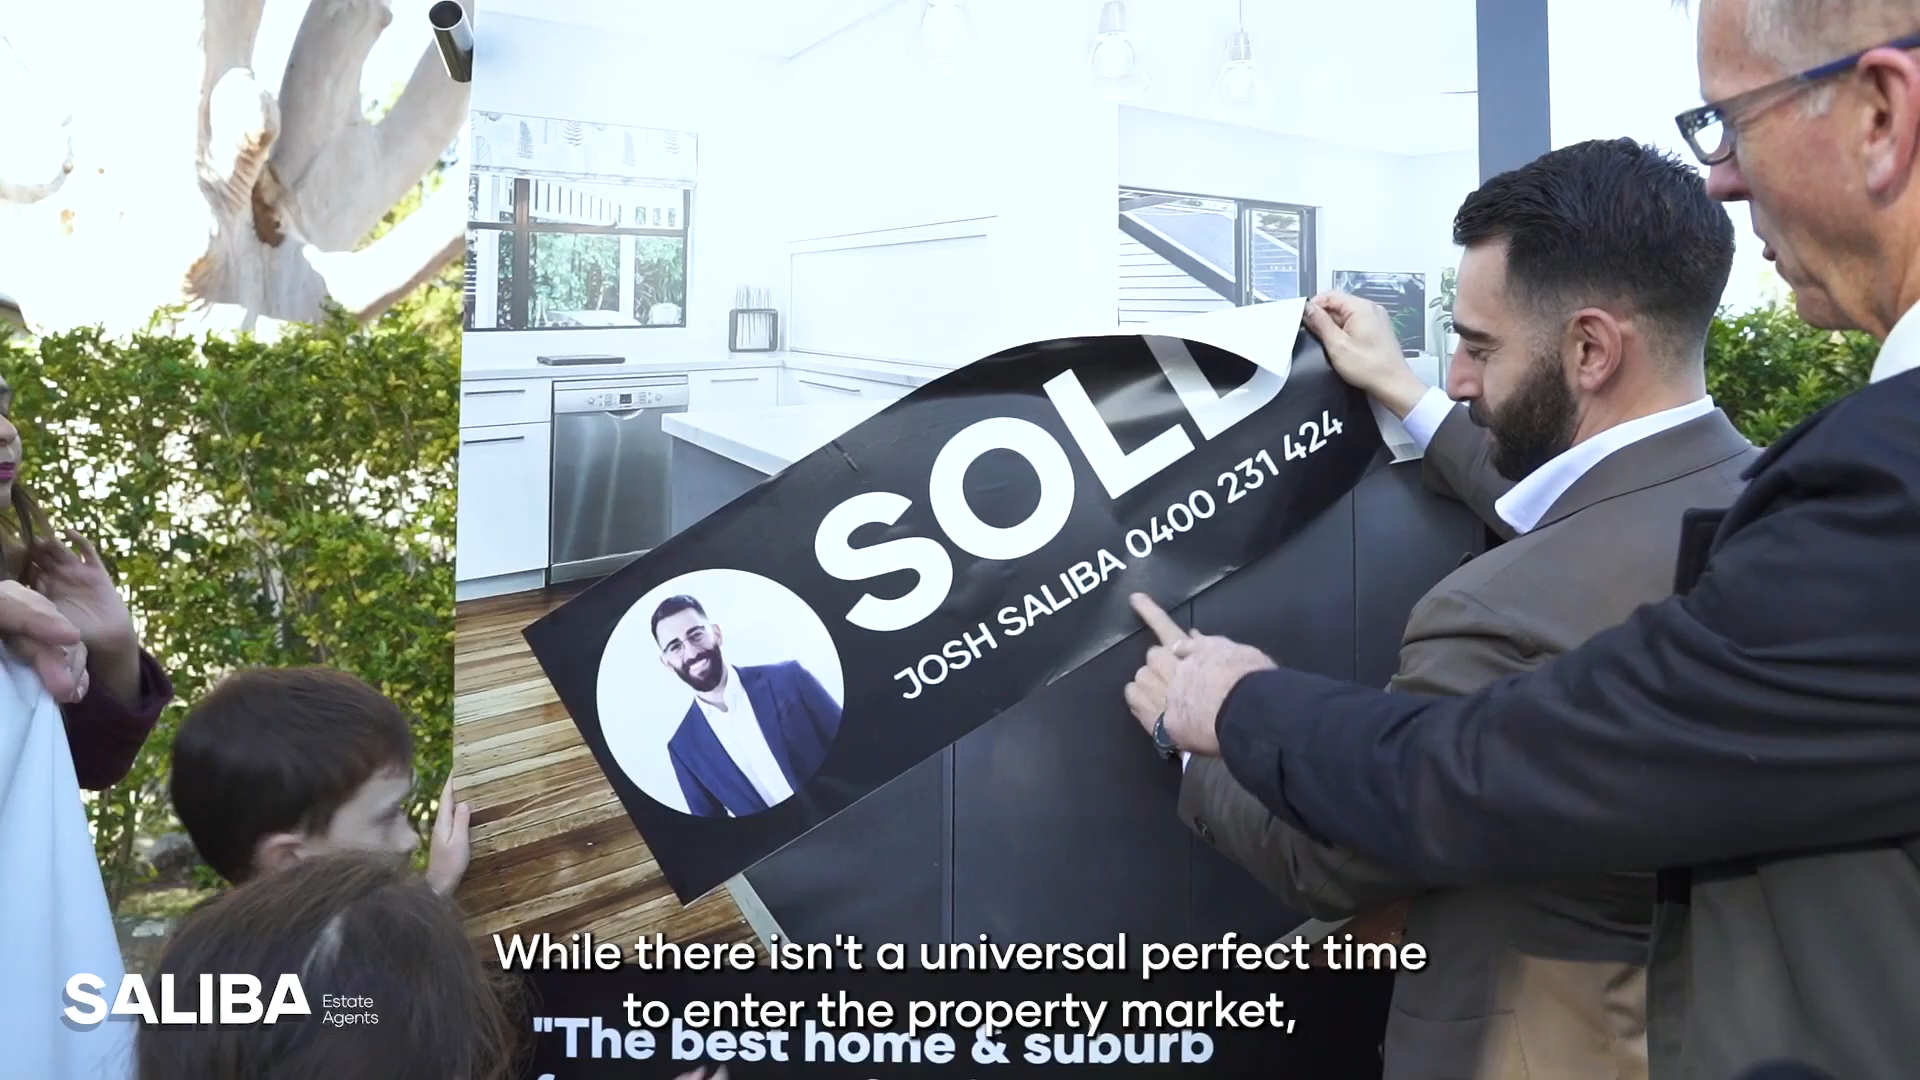 SOLD
JOSH SALIBA 0400 231 424
While there isn't a universal perfect time
to enter the property market,
"The best home & suburb
SALIBA
Estate
Agents